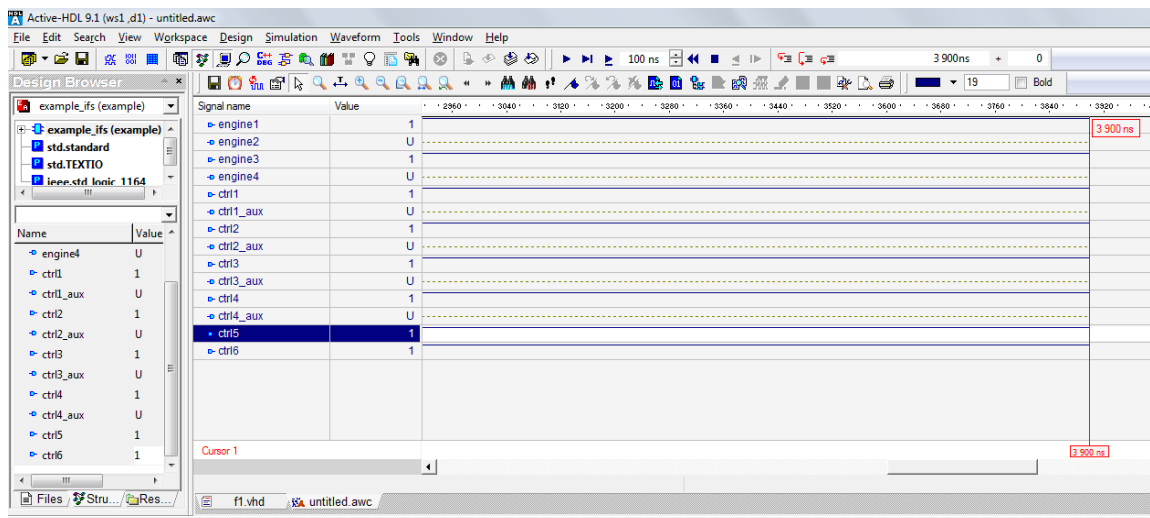 Active-HDL 9.1 (ws1 ,d1) - untitled.awc
File Edit Search View Workspace Design Simulation Waveform Tools Window Help
100 ns 3 900ns + 0
Design Browser 19 Bold
example_ifs (example)
example_ifs (example)
std.standard
std.TEXTIO
ieee.std_logic_1164
Name Value
engine4 U
ctrl1 1
ctrl1_aux U
ctrl2 1
ctrl2_aux U
ctrl3 1
ctrl3_aux U
ctrl4 1
ctrl4_aux U
ctrl5 1
ctrl6 1
Files Stru... Res...
Signal name Value 2960 3040 3120 3200 3280 3360 3440 3520 3600 3680 3760 3840 3920
engine1 1
3 900 ns
engine2 U
engine3 1
engine4 U
ctrl1 1
ctrl1_aux U
ctrl2 1
ctrl2_aux U
ctrl3 1
ctrl3_aux U
ctrl4 1
ctrl4_aux U
ctrl5 1
ctrl6 1
Cursor 1 3 900 ns
f1.vhd untitled.awc